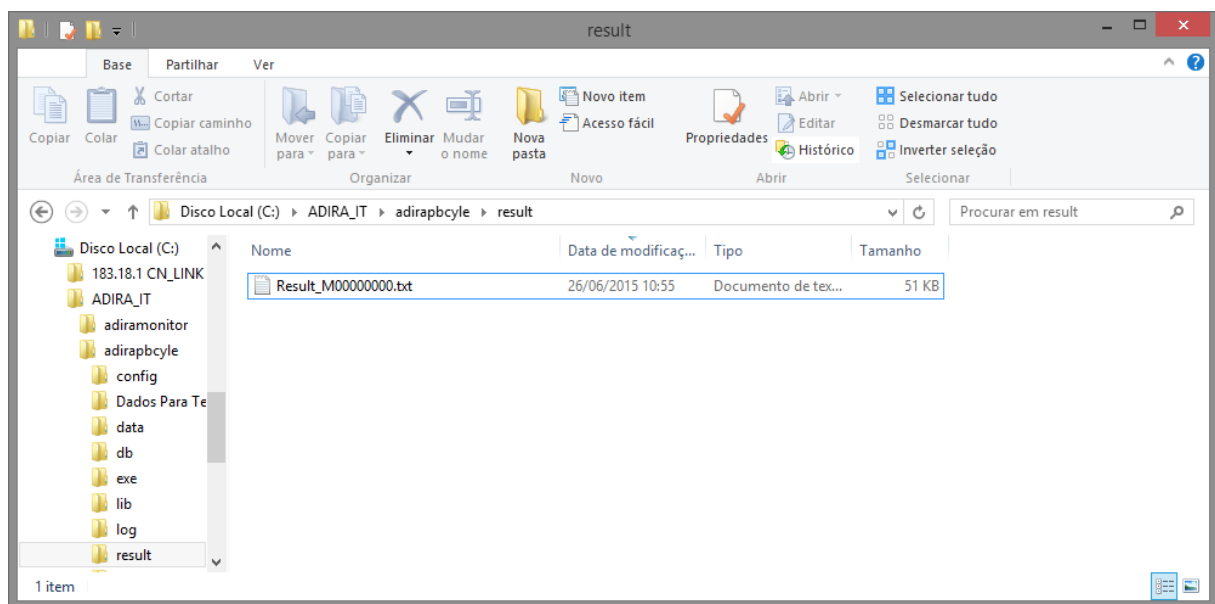 result
Base Partilhar Ver
Copiar
Colar
Cortar
Copiar caminho
Colar atalho
Área de Transferência
Mover para
Copiar para
Eliminar
Mudar o nome
Organizar
Nova pasta
Novo item
Acesso fácil
Novo
Propriedades
Abrir
Editar
Histórico
Abrir
Selecionar tudo
Desmarcar tudo
Inverter seleção
Selecionar
Disco Local (C:) ADIRA_IT adirapbcyle result
Procurar em result
Disco Local (C:)
183.18.1 CN_LINK
ADIRA_IT
adiramonitor
adirapbcyle
config
Dados Para Te
data
db
exe
lib
log
result
Nome Data de modificaç... Tipo Tamanho
Result_M00000000.txt 26/06/2015 10:55 Documento de tex... 51 KB
1 item